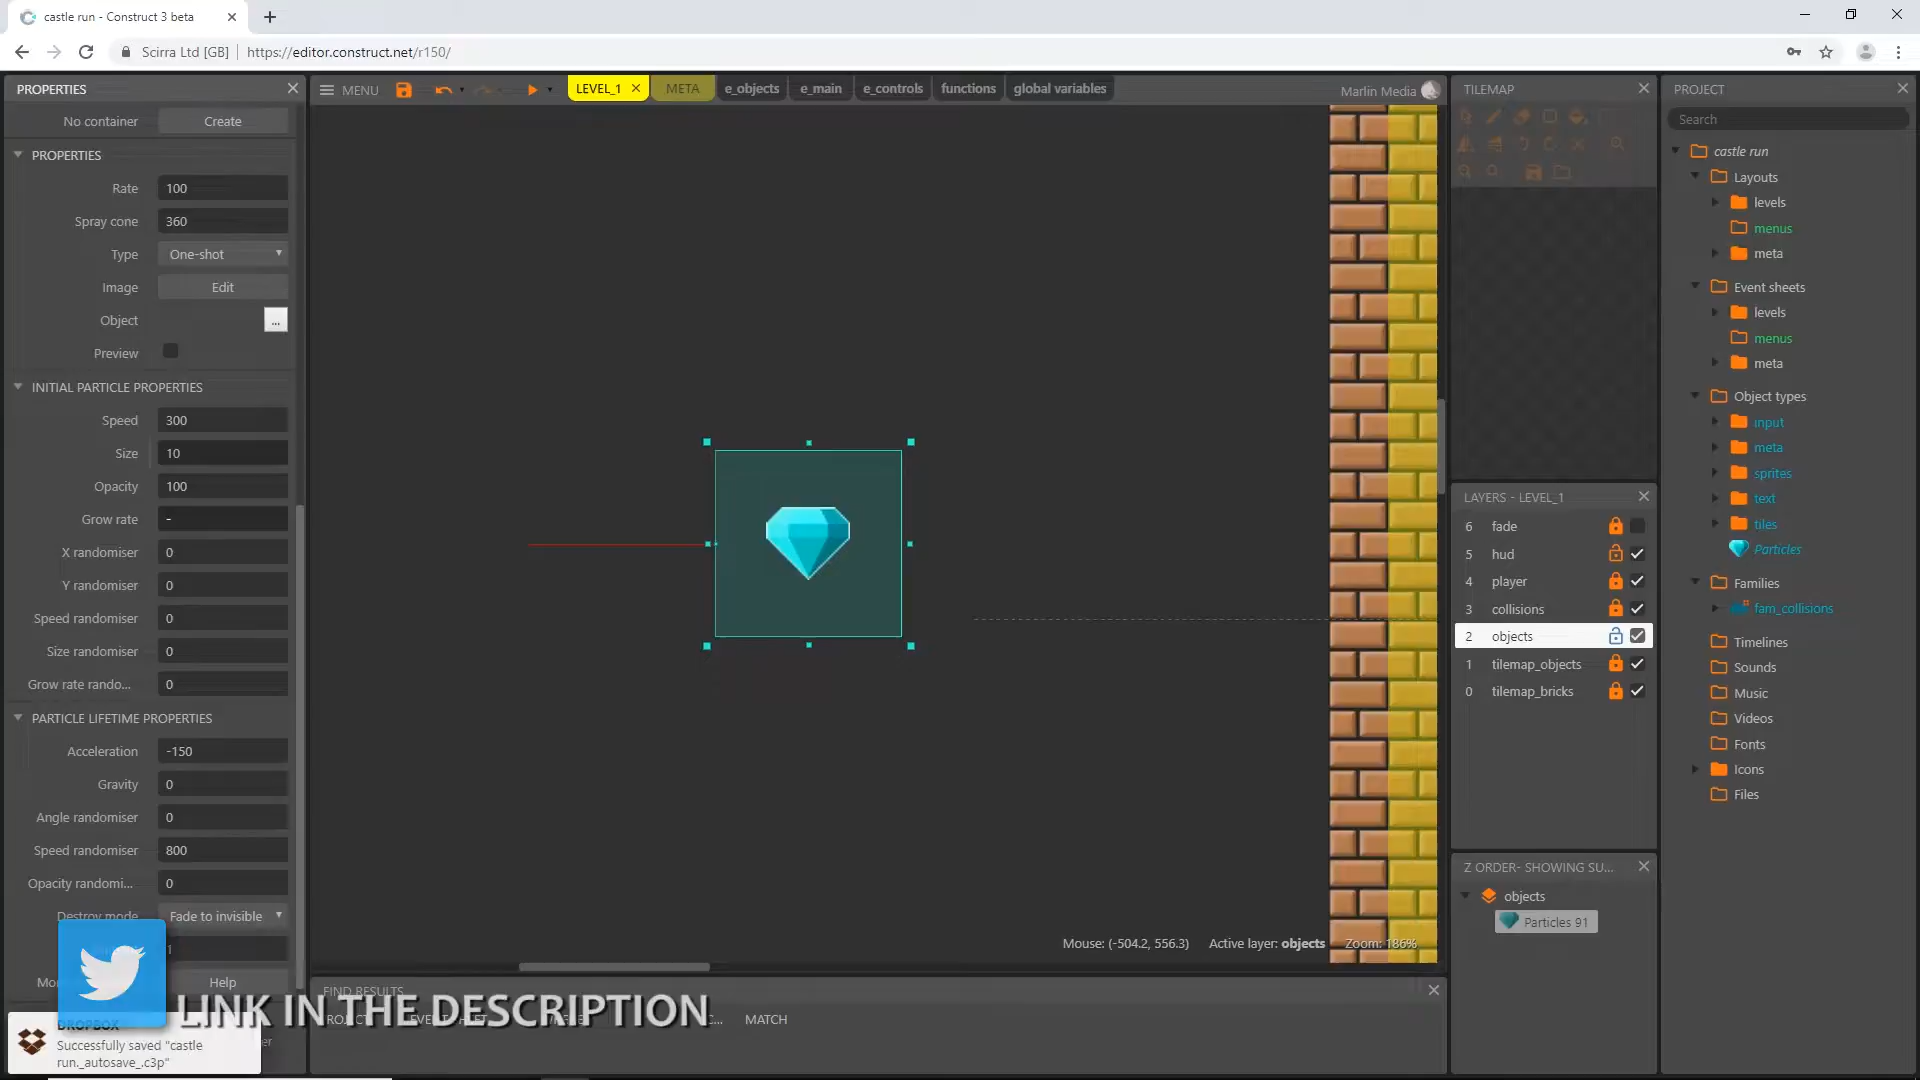 castle run - Construct 3 beta
Scirra Ltd [GB]
https://editor.construct.net/r150/
PROPERTIES
MENU
LEVEL_1
META
e_objects
e_main
e_controls
functions
global variables
Marlin Media
No container
Create
PROPERTIES
Rate 100
Spray cone 360
Type One-shot
Image Edit
Object ...
Preview
INITIAL PARTICLE PROPERTIES
Speed 300
Size 10
Opacity 100
Grow rate -
X randomiser 0
Y randomiser 0
Speed randomiser 0
Size randomiser 0
Grow rate rando... 0
PARTICLE LIFETIME PROPERTIES
Acceleration -150
Gravity 0
Angle randomiser 0
Speed randomiser 800
Opacity randomi... 0
Destroy mode Fade to invisible
1
Help
Mouse: (-504.2, 556.3)
Active layer: objects
Zoom: 186%
FIND RESULTS
MATCH
LINK IN THE DESCRIPTION
DROPBOX
Successfully saved "castle
run._autosave_.c3p"
TILEMAP
LAYERS - LEVEL_1
6 fade
5 hud
4 player
3 collisions
2 objects
1 tilemap_objects
0 tilemap_bricks
Z ORDER- SHOWING SU...
objects
Particles 91
PROJECT
Search
castle run
Layouts
levels
menus
meta
Event sheets
levels
menus
meta
Object types
input
meta
sprites
text
tiles
Particles
Families
fam_collisions
Timelines
Sounds
Music
Videos
Fonts
Icons
Files